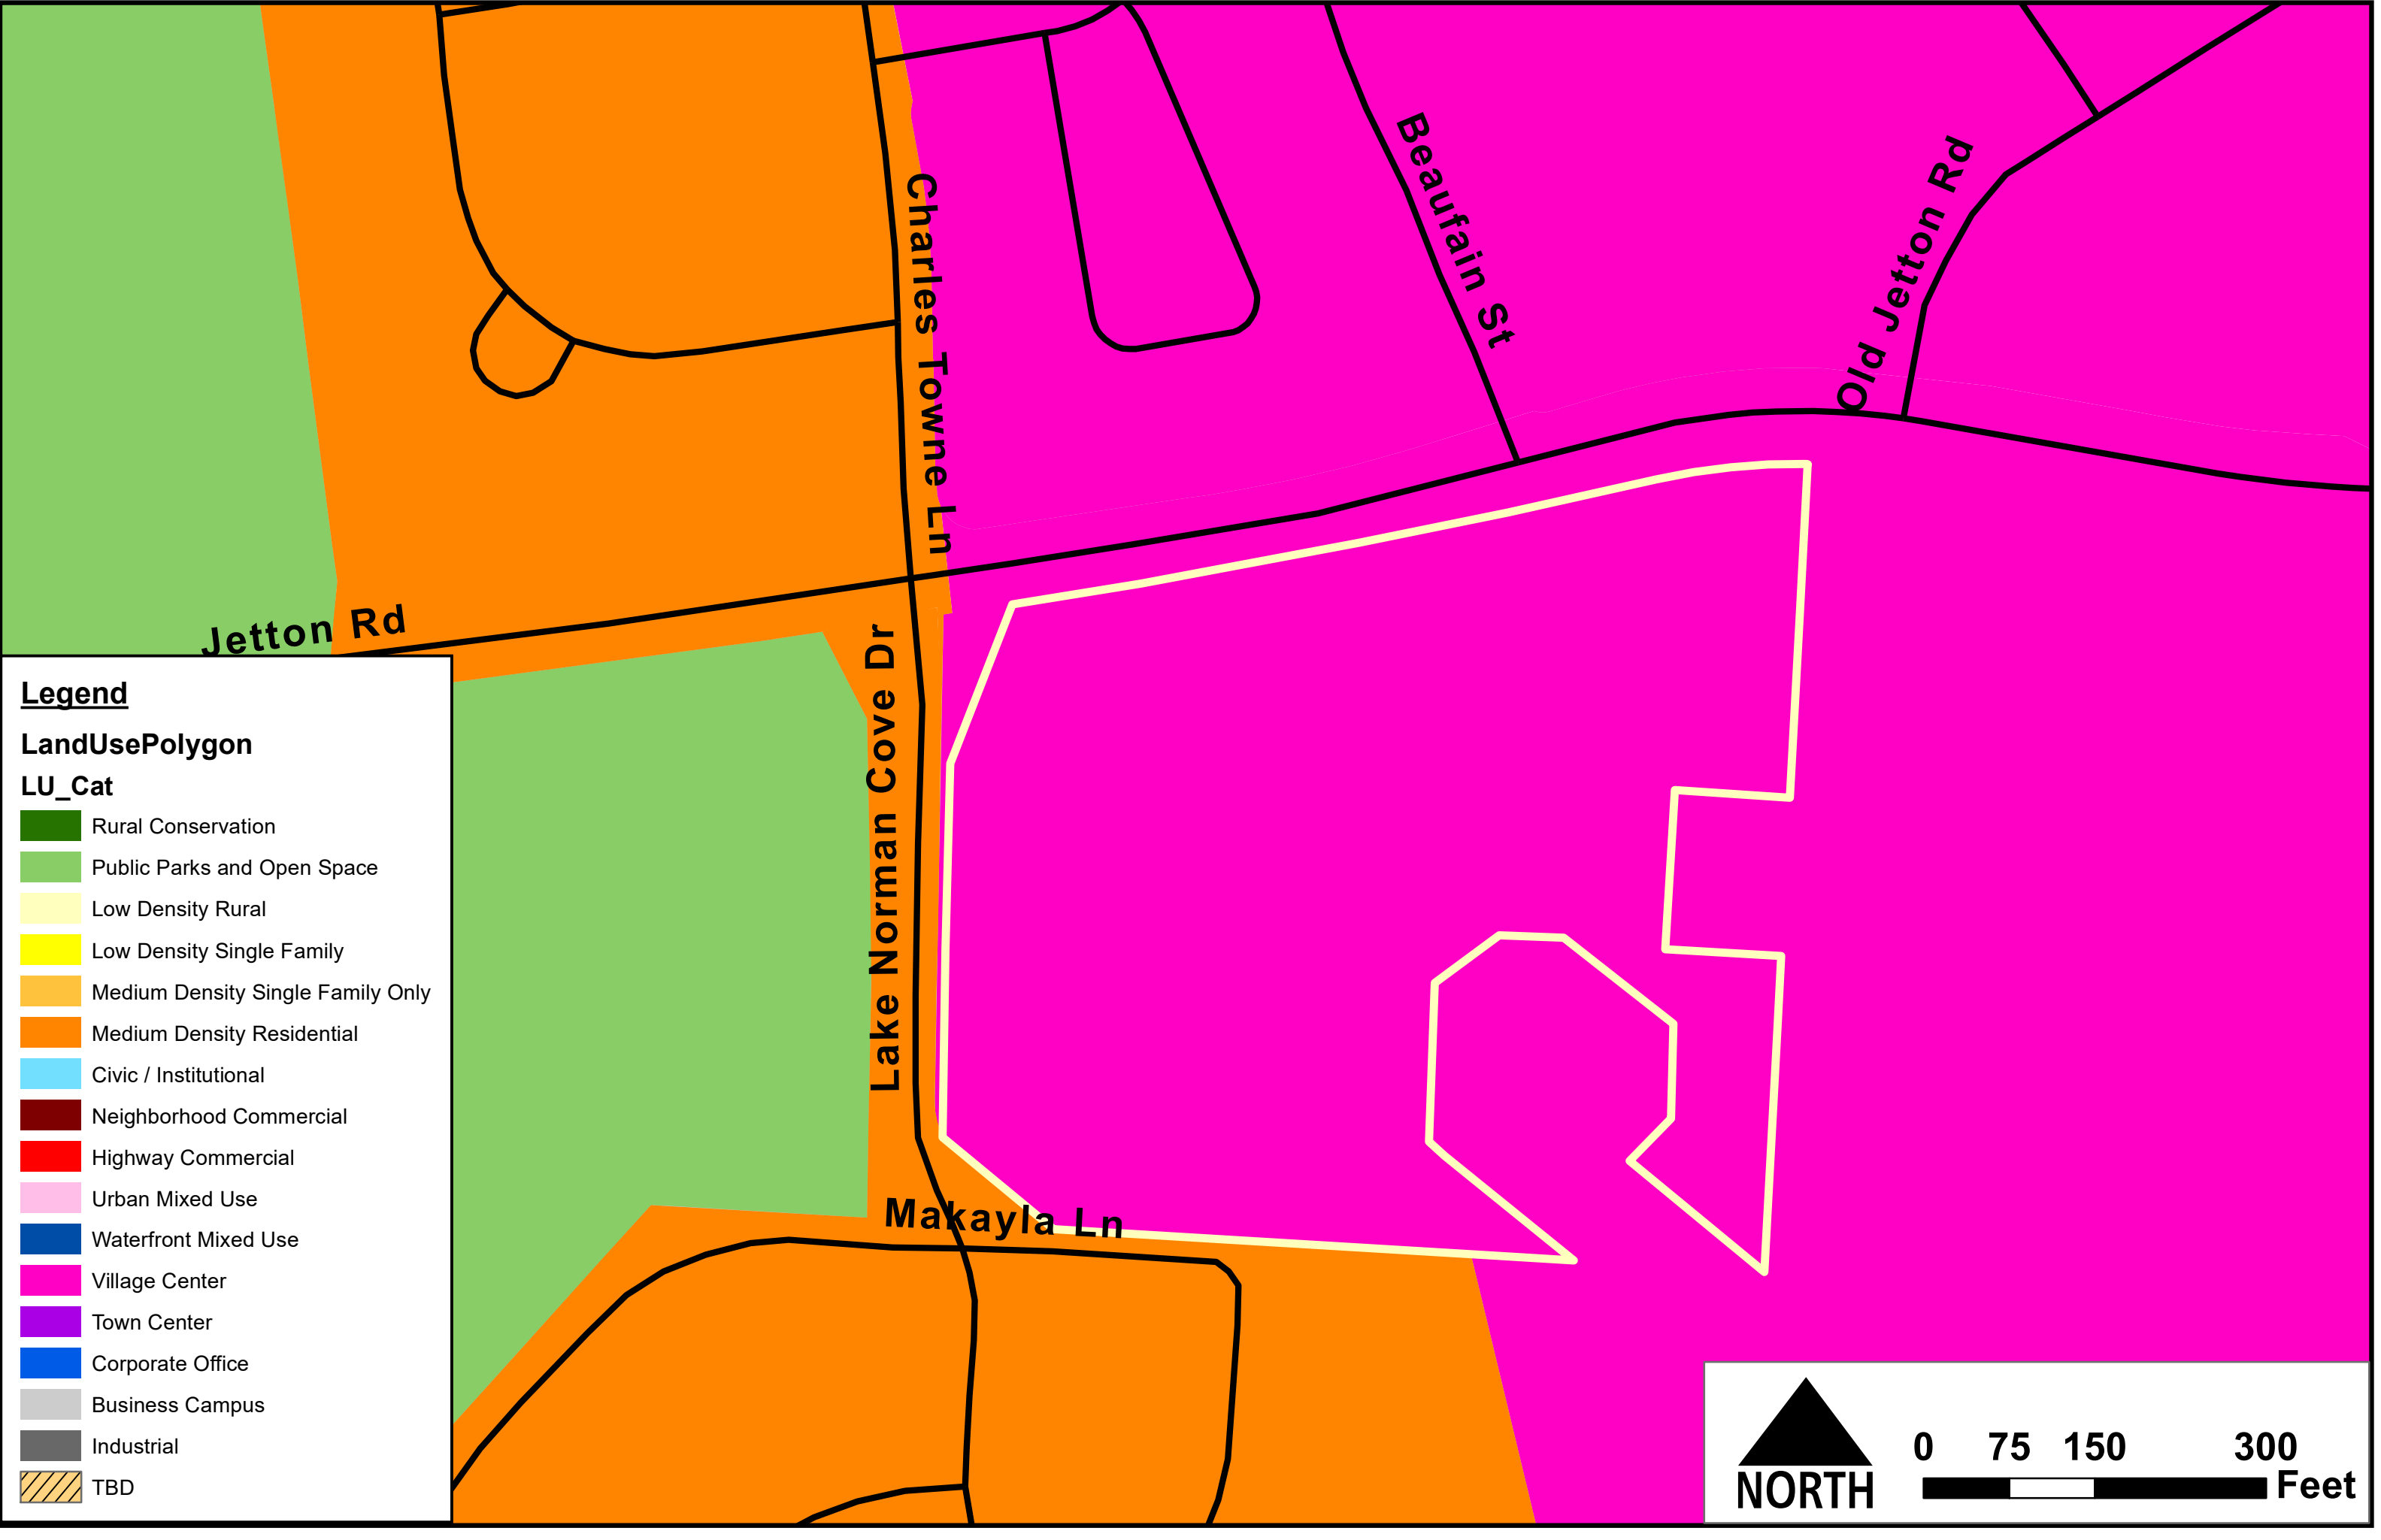 Charles Towne Ln
Beaufain St
Old Jetton Rd
Jetton Rd
Lake Norman Cove Dr
Makayla Ln
Legend
LandUsePolygon
LU_Cat
Rural Conservation
Public Parks and Open Space
Low Density Rural
Low Density Single Family
Medium Density Single Family Only
Medium Density Residential
Civic / Institutional
Neighborhood Commercial
Highway Commercial
Urban Mixed Use
Waterfront Mixed Use
Village Center
Town Center
Corporate Office
Business Campus
Industrial
TBD
NORTH
0 75 150 300
Feet